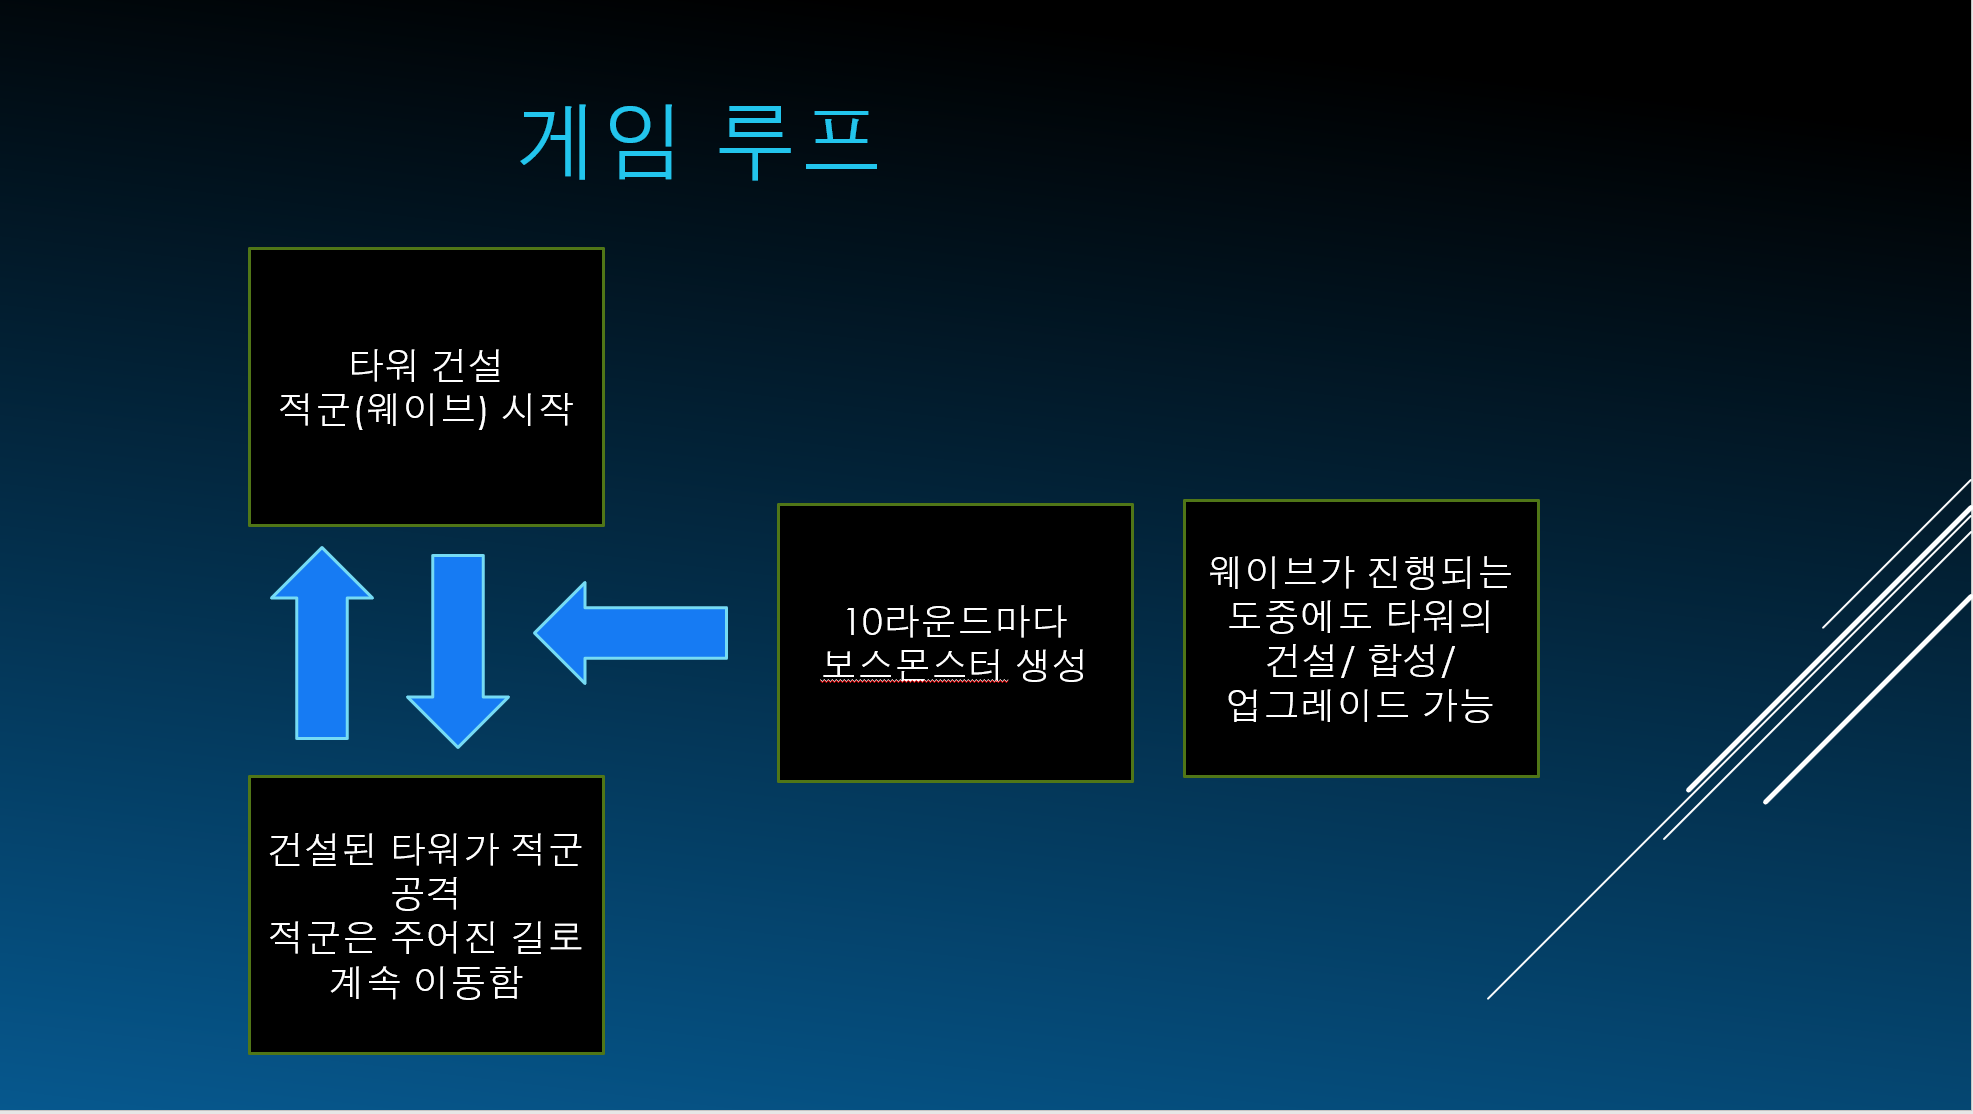 게임 루프
타워 건설
적군(웨이브) 시작
10라운드마다
보스몬스터 생성
웨이브가 진행되는
도중에도 타워의
건설/ 합성/
업그레이드 가능
건설된 타워가 적군
공격
적군은 주어진 길로
계속 이동함